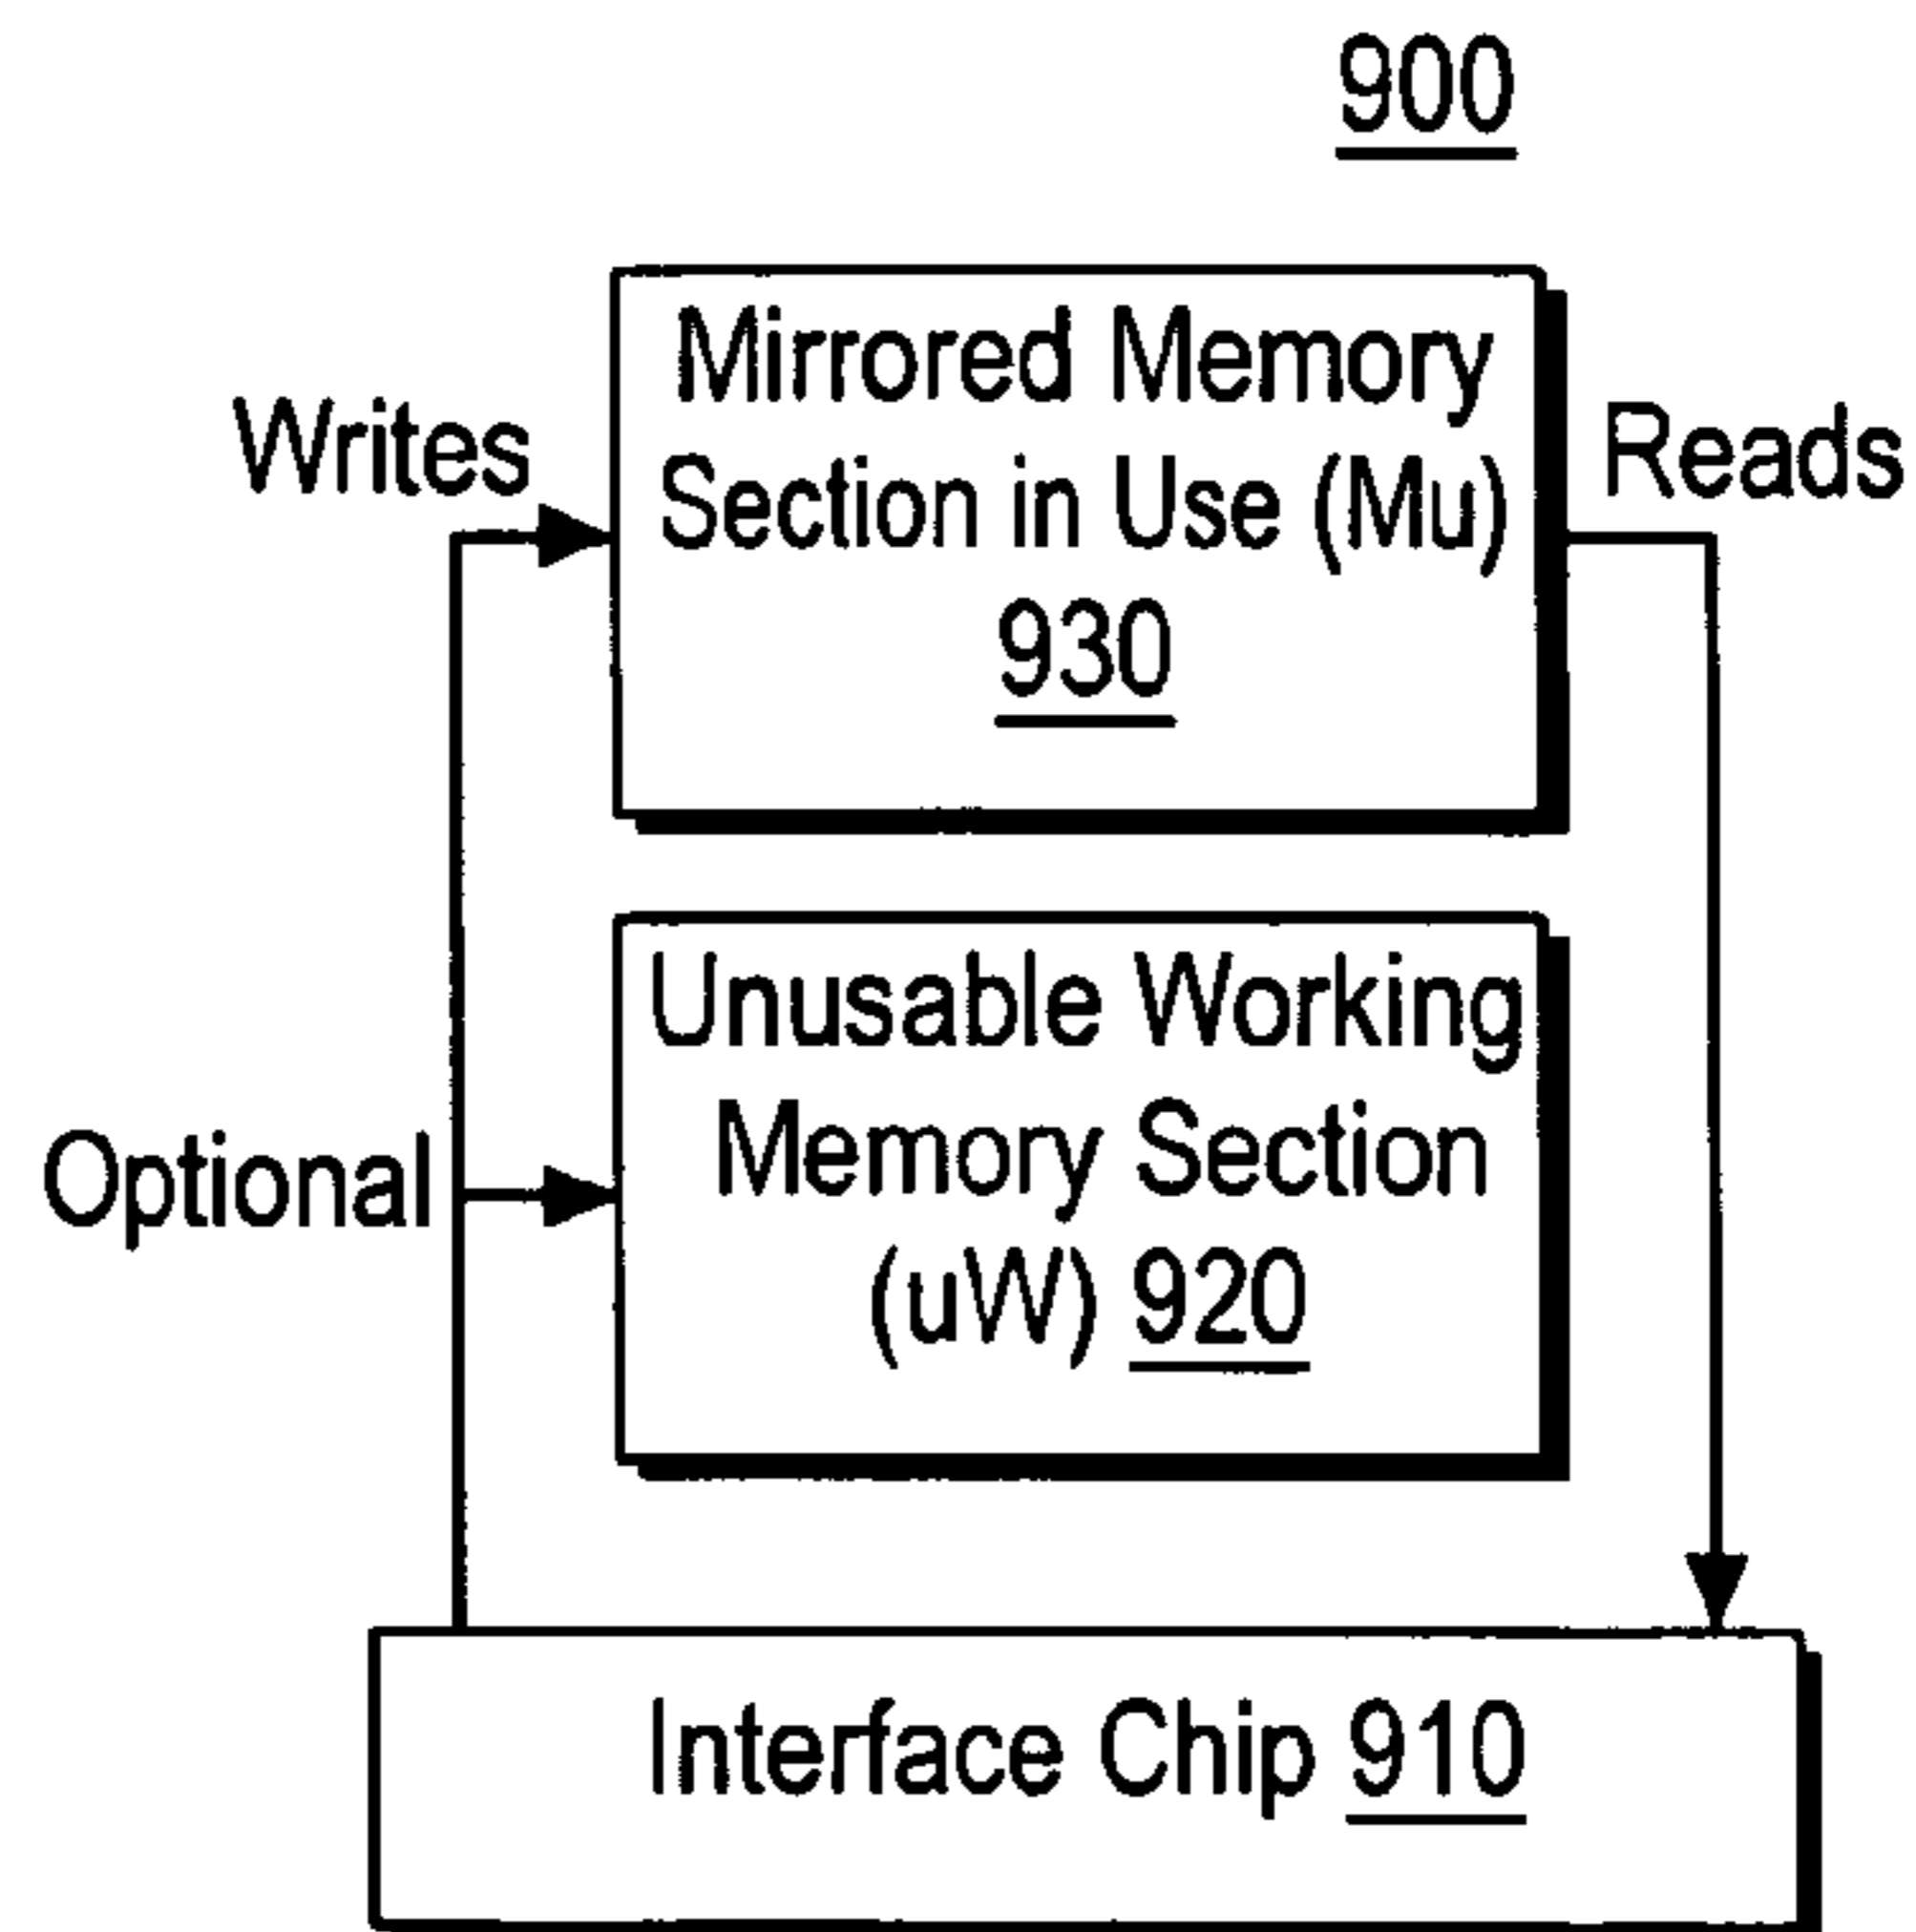 900
Mirrored Memory
Section in Use (Mu)
930
Writes
Reads
Unusable Working
Memory Section
(uW) 920
Optional
Interface Chip 910